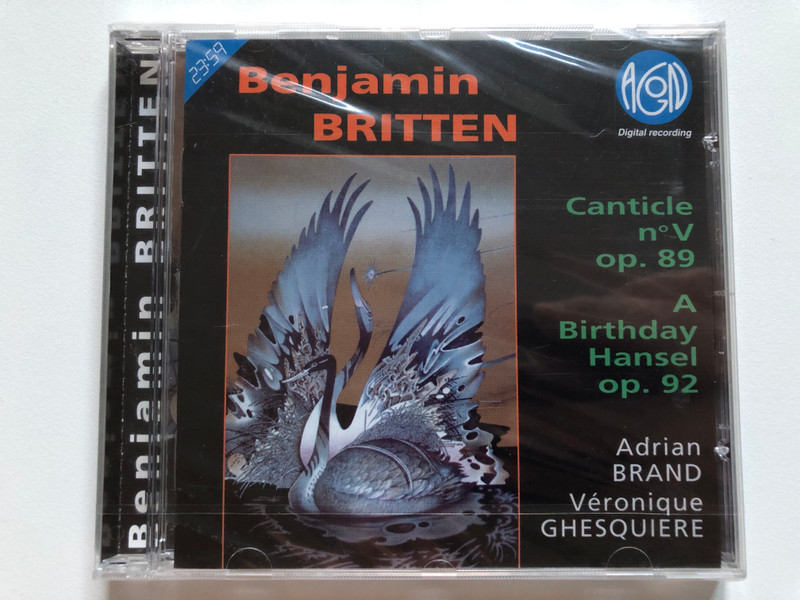 Benjamin BRITTEN
23:59
Benjamin
BRITTEN
AGON
Digital recording
Canticle
n°V
op. 89
A
Birthday
Hansel
op. 92
Adrian
BRAND
Véronique
GHESQUIERE